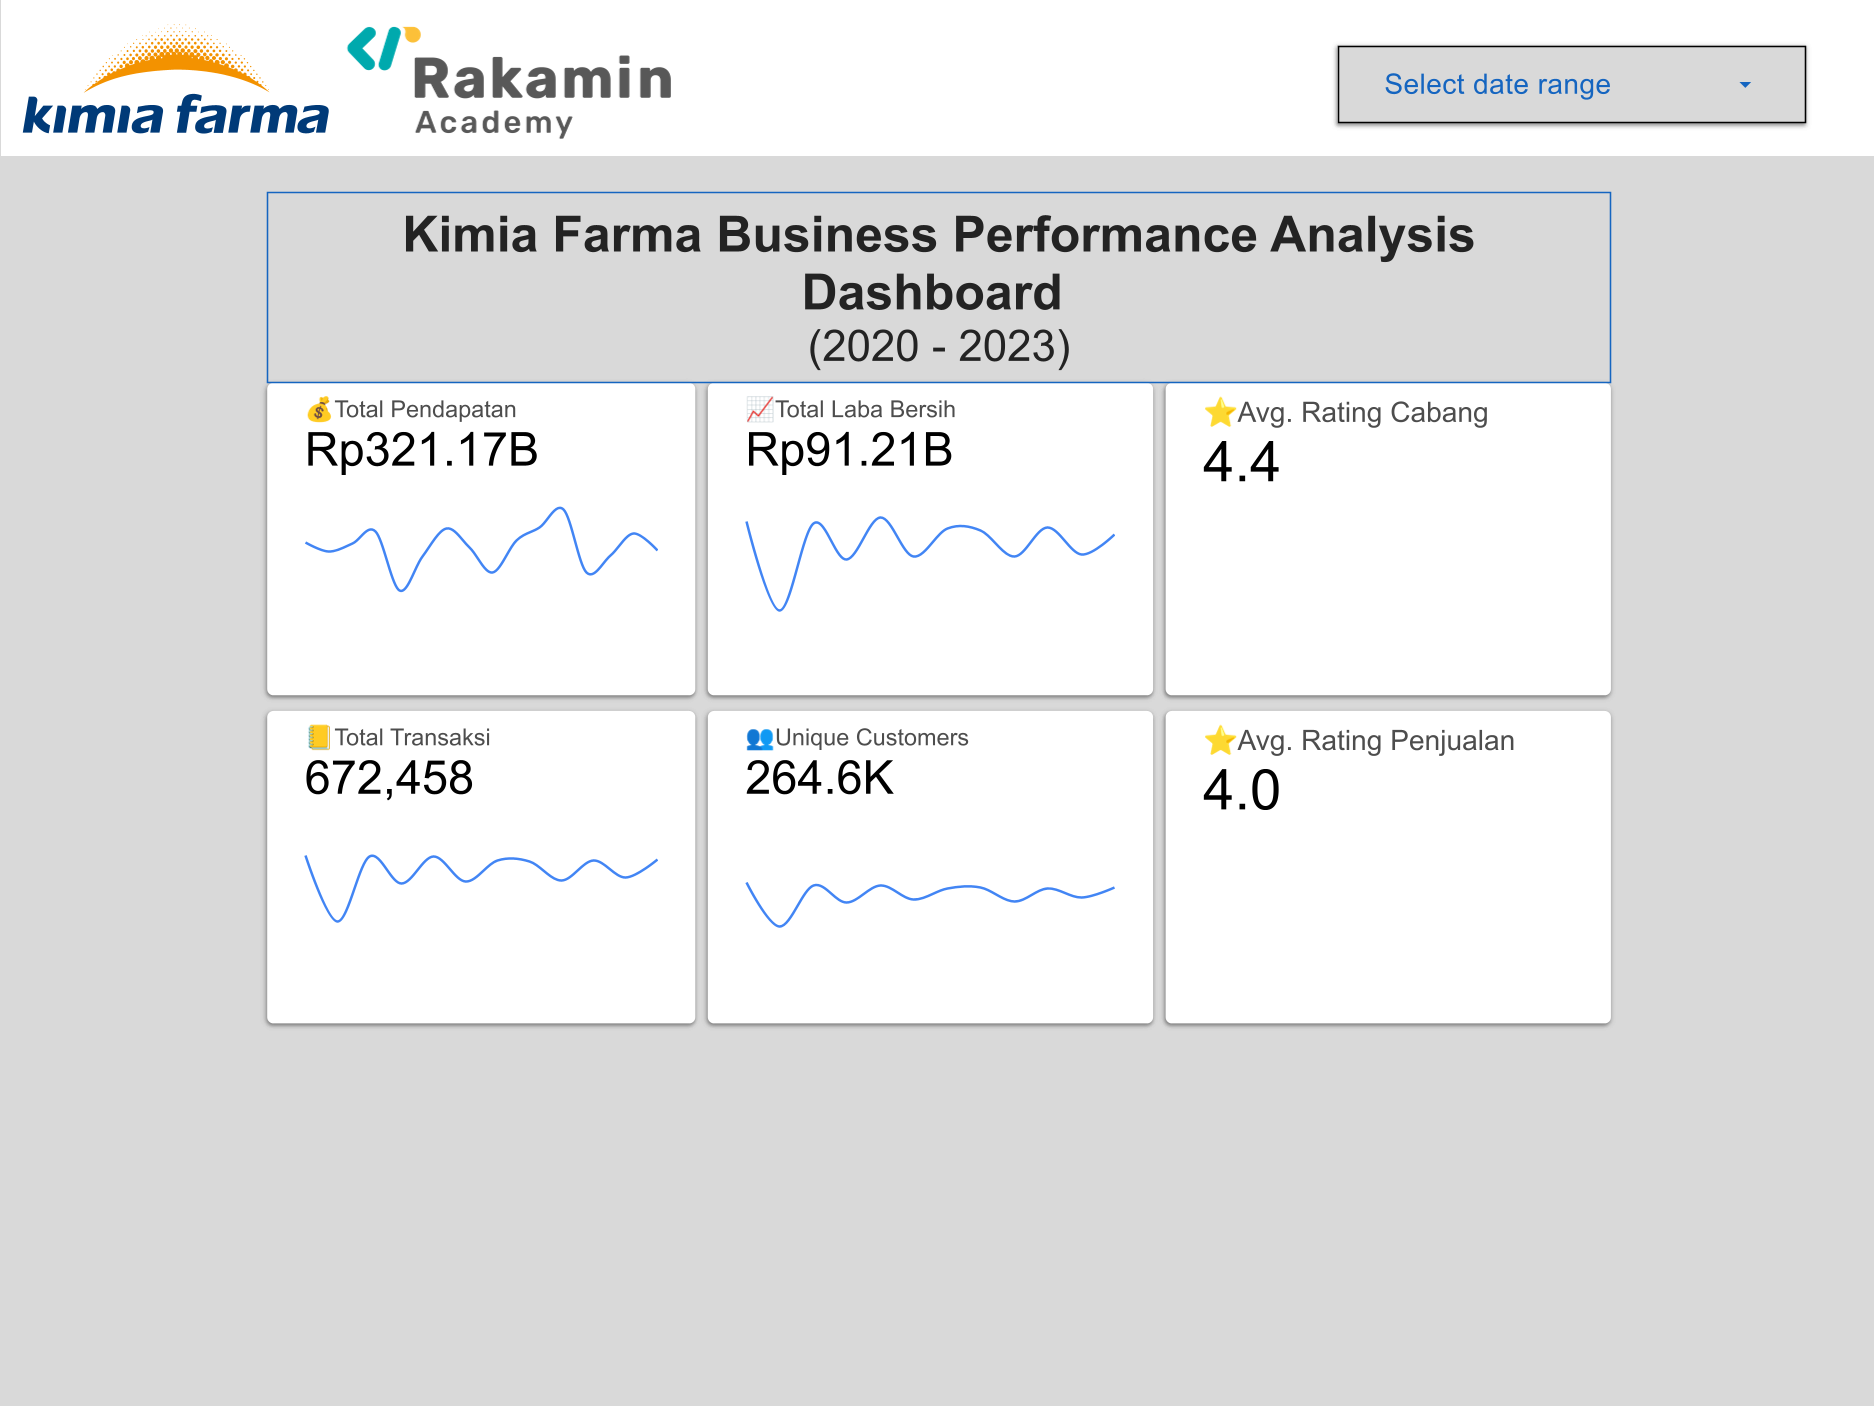 kimia farma
Rakamin
Academy
Select date range
Kimia Farma Business Performance Analysis
Dashboard
(2020 - 2023)
💰Total Pendapatan
Rp321.17B
📈Total Laba Bersih
Rp91.21B
⭐Avg. Rating Cabang
4.4
📒Total Transaksi
672,458
👥Unique Customers
264.6K
⭐Avg. Rating Penjualan
4.0